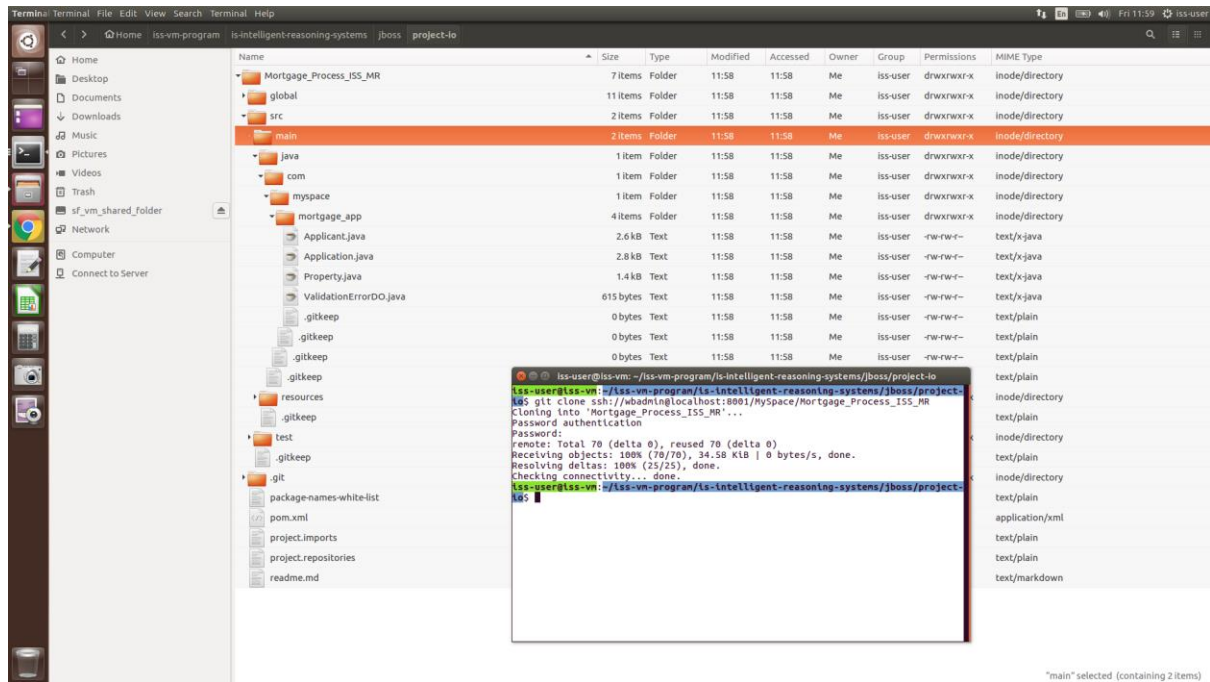 Terminal Terminal File Edit View Search Terminal Help En Fri 11:59 iss-user
Home iss-vm-program is-intelligent-reasoning-systems jboss project-io
Home
Desktop
Documents
Downloads
Music
Pictures
Videos
Trash
sf_vm_shared_folder
Network
Computer
Connect to Server
Name Size Type Modified Accessed Owner Group Permissions MIME Type
Mortgage_Process_ISS_MR 7 items Folder 11:58 11:58 Me iss-user drwxrwxr-x inode/directory
global 11 items Folder 11:58 11:58 Me iss-user drwxrwxr-x inode/directory
src 2 items Folder 11:58 11:58 Me iss-user drwxrwxr-x inode/directory
main 2 items Folder 11:58 11:58 Me iss-user drwxrwxr-x inode/directory
java 1 item Folder 11:58 11:58 Me iss-user drwxrwxr-x inode/directory
com 1 item Folder 11:58 11:58 Me iss-user drwxrwxr-x inode/directory
myspace 1 item Folder 11:58 11:58 Me iss-user drwxrwxr-x inode/directory
mortgage_app 4 items Folder 11:58 11:58 Me iss-user drwxrwxr-x inode/directory
Applicant.java 2.6 kB Text 11:58 11:58 Me iss-user -rw-rw-r-- text/x-java
Application.java 2.8 kB Text 11:58 11:58 Me iss-user -rw-rw-r-- text/x-java
Property.java 1.4 kB Text 11:58 11:58 Me iss-user -rw-rw-r-- text/x-java
ValidationErrorDO.java 615 bytes Text 11:58 11:58 Me iss-user -rw-rw-r-- text/x-java
.gitkeep 0 bytes Text 11:58 11:58 Me iss-user -rw-rw-r-- text/plain
.gitkeep 0 bytes Text 11:58 11:58 Me iss-user -rw-rw-r-- text/plain
.gitkeep 0 bytes Text 11:58 11:58 Me iss-user -rw-rw-r-- text/plain
.gitkeep text/plain
resources inode/directory
.gitkeep text/plain
test inode/directory
.gitkeep text/plain
.git inode/directory
package-names-white-list text/plain
pom.xml application/xml
project.imports text/plain
project.repositories text/plain
readme.md text/markdown
iss-user@iss-vm: ~/iss-vm-program/is-intelligent-reasoning-systems/jboss/project-io
iss-user@iss-vm:~/iss-vm-program/is-intelligent-reasoning-systems/jboss/project-
io$ git clone ssh://wbadmin@localhost:8001/MySpace/Mortgage_Process_ISS_MR
Cloning into 'Mortgage_Process_ISS_MR'...
Password authentication
Password:
remote: Total 70 (delta 0), reused 70 (delta 0)
Receiving objects: 100% (70/70), 34.58 KiB | 0 bytes/s, done.
Resolving deltas: 100% (25/25), done.
Checking connectivity... done.
iss-user@iss-vm:~/iss-vm-program/is-intelligent-reasoning-systems/jboss/project-
io$
"main" selected (containing 2 items)